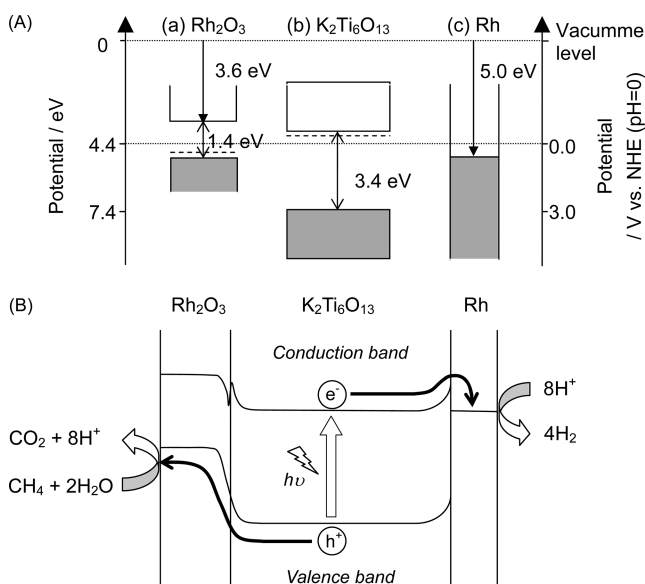 (A)
(a) Rh₂O₃
(b) K₂Ti₆O₁₃
(c) Rh
0
Vacumme
level
3.6 eV
5.0 eV
1.4 eV
4.4
0.0
3.4 eV
7.4
3.0
Potential / eV
Potential
/ V vs. NHE (pH=0)
(B)
Rh₂O₃
K₂Ti₆O₁₃
Rh
Conduction band
e⁻
8H⁺
4H₂
CO₂ + 8H⁺
CH₄ + 2H₂O
hυ
h⁺
Valence band